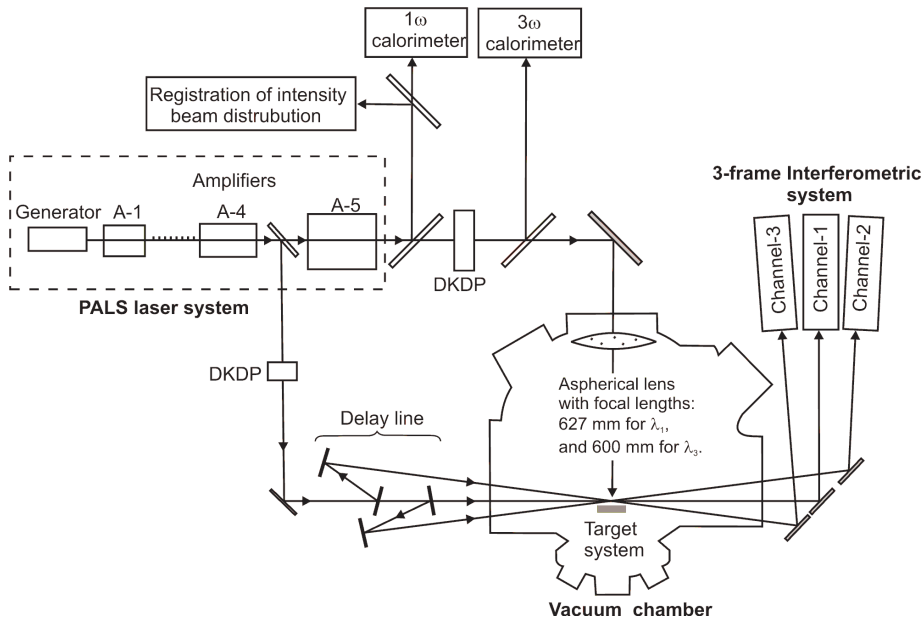 1ω
calorimeter
3ω
calorimeter
Registration of intensity
beam distrubution
3-frame Interferometric
system
Amplifiers
Generator
A-1
A-4
A-5
Channel-3
Channel-1
Channel-2
DKDP
PALS laser system
DKDP
Aspherical lens
with focal lengths:
627 mm for λ₁,
and 600 mm for λ₃.
Delay line
Target
system
Vacuum chamber